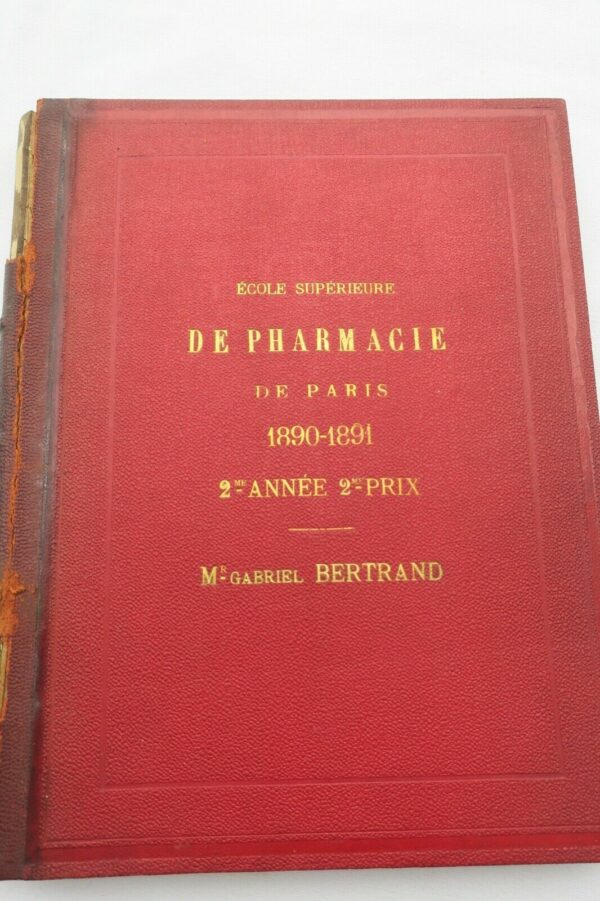 ÉCOLE SUPÉRIEURE
DE PHARMACIE
DE PARIS
1890-1891
2ME ANNÉE 2ME PRIX
MR GABRIEL BERTRAND